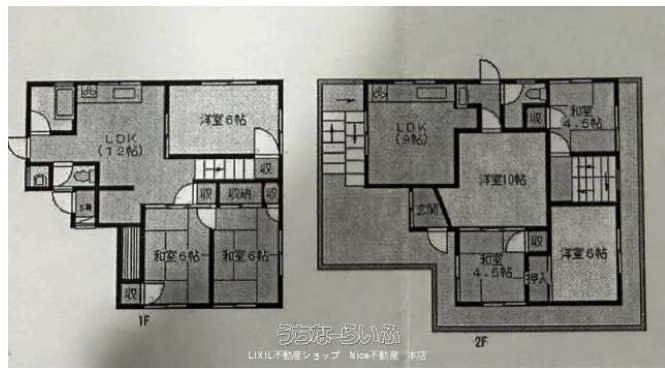 洋室6帖
LDK
(12帖)
収
収
収納
収
和室6帖
和室6帖
収
1F
LDK
(9帖)
収
和室
4.5帖
洋室10帖
玄関
和室
4.5帖
収
押入
洋室6帖
2F
うちなーらいふ
LIXIL不動産ショップ Nice不動産 本店